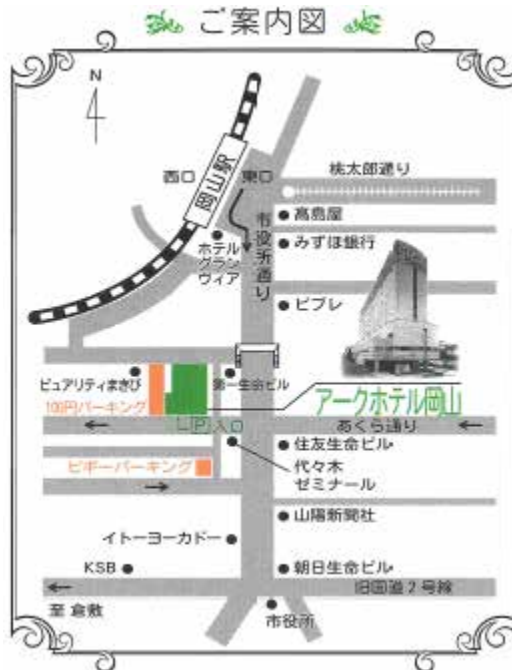 ご案内図
N
桃太郎通り
西口
岡山駅
東口
高島屋
市役所通り
みずほ銀行
ホテル
グラン
ヴィア
ビブレ
ピュアリティまきび
第一生命ビル
100円パーキング
アークホテル岡山
P入口
あくら通り
住友生命ビル
ピギーパーキング
代々木
ゼミナール
山陽新聞社
イトーヨーカドー
KSB
朝日生命ビル
旧国道2号線
至 倉敷
市役所